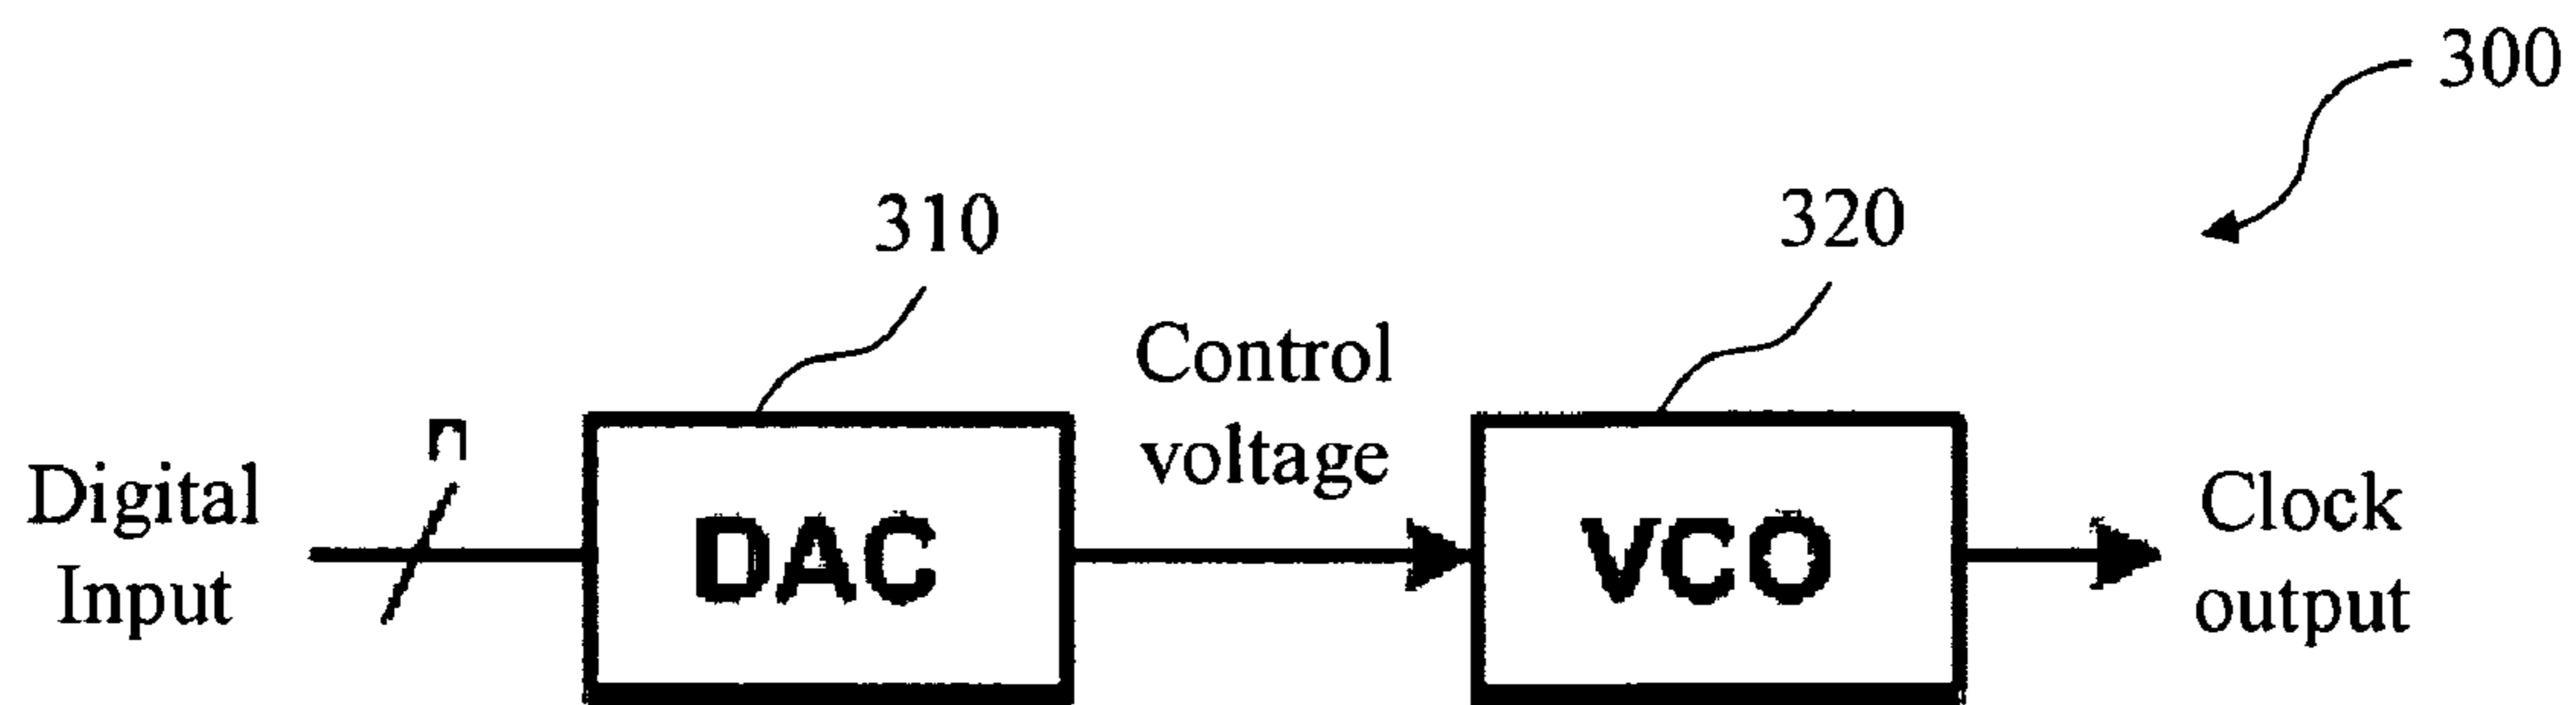 300
310
320
Control
voltage
n
Digital
Input
DAC
VCO
Clock
output